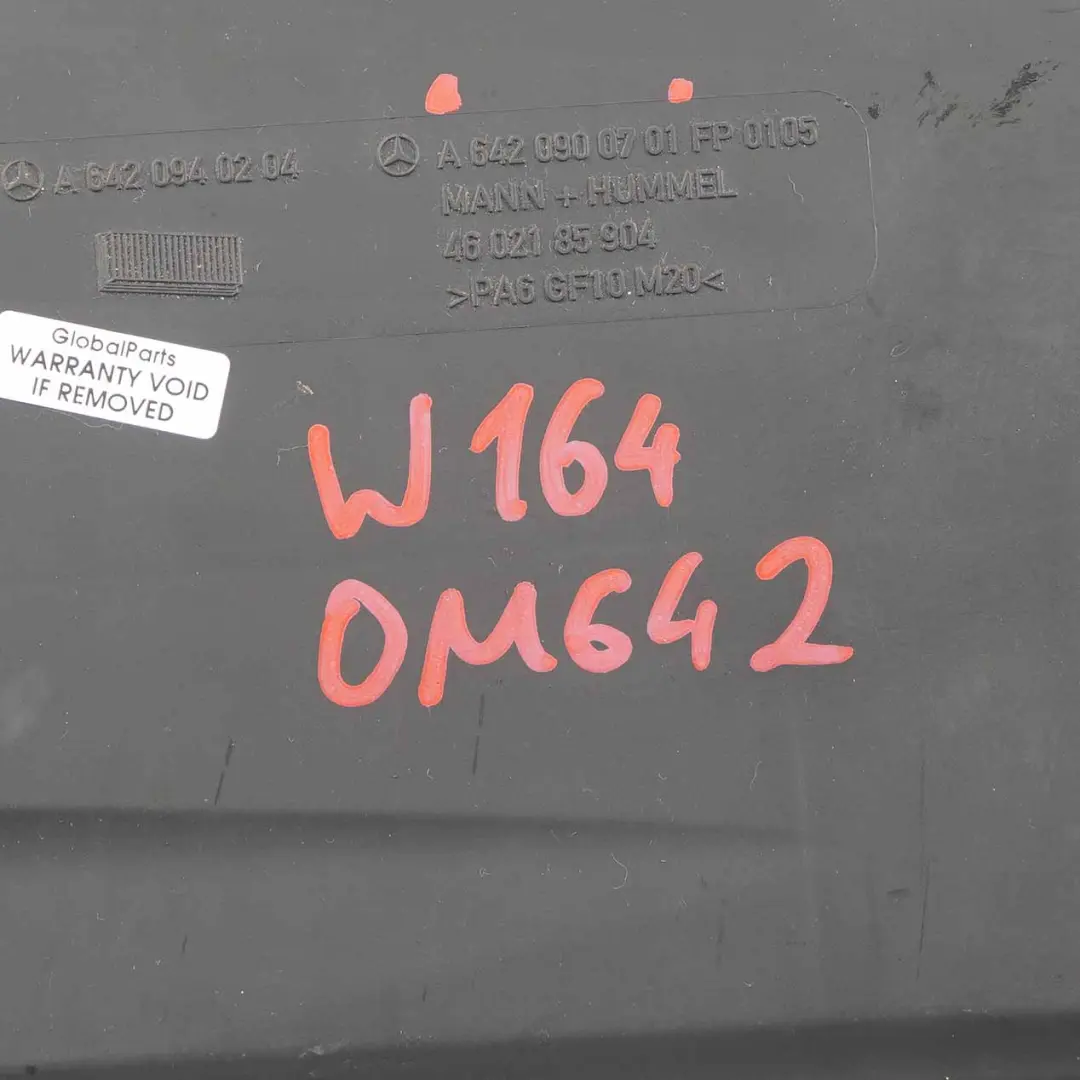 A 642 094 02 04
A 642 090 07 01 FP 0105
MANN + HUMMEL
46 021 85 904
>PA6 GF10 M20<
GlobalParts
WARRANTY VOID
IF REMOVED
W164
OM642